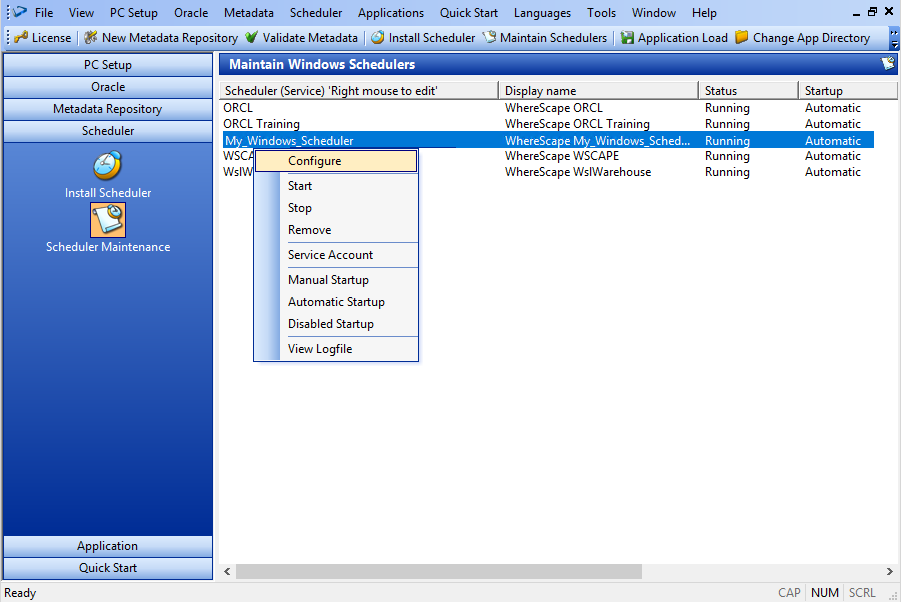 File View PC Setup Oracle Metadata Scheduler Applications Quick Start Languages Tools Window Help
License New Metadata Repository Validate Metadata Install Scheduler Maintain Schedulers Application Load Change App Directory
PC Setup
Oracle
Metadata Repository
Scheduler
Install Scheduler
Scheduler Maintenance
Application
Quick Start
Maintain Windows Schedulers
Scheduler (Service) 'Right mouse to edit' Display name Status Startup
ORCL WhereScape ORCL Running Automatic
ORCL Training WhereScape ORCL Training Running Automatic
My_Windows_Scheduler WhereScape My_Windows_Sched... Running Automatic
WhereScape WSCAPE Running Automatic
WhereScape WslWarehouse Running Automatic
Configure
Start
Stop
Remove
Service Account
Manual Startup
Automatic Startup
Disabled Startup
View Logfile
Ready CAP NUM SCRL